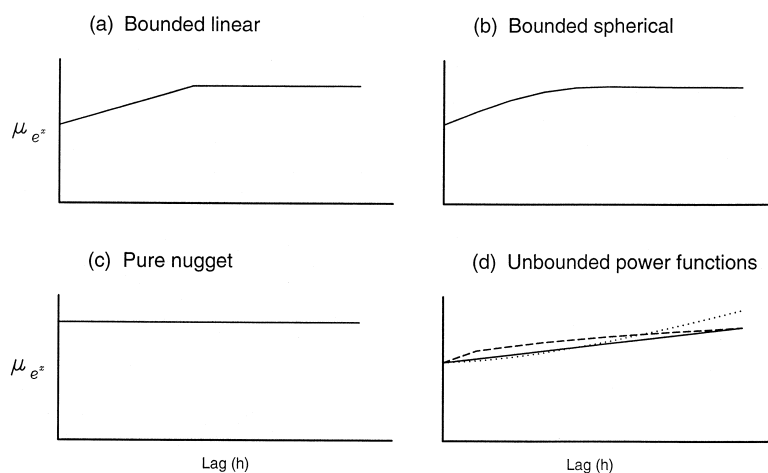 (a) Bounded linear
(b) Bounded spherical
μ e^z
(c) Pure nugget
(d) Unbounded power functions
μ e^z
Lag (h)
Lag (h)